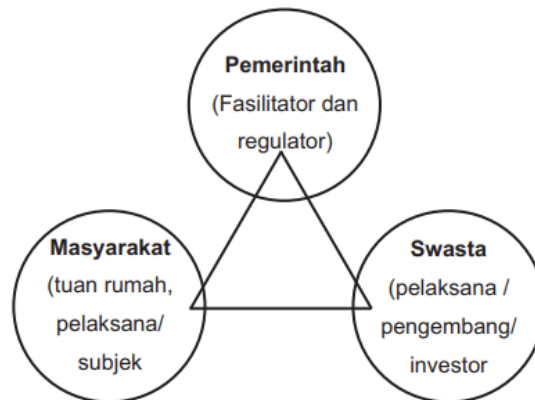 Pemerintah
(Fasilitator dan
regulator)
Masyarakat
(tuan rumah,
pelaksana/
subjek
Swasta
(pelaksana /
pengembang/
investor